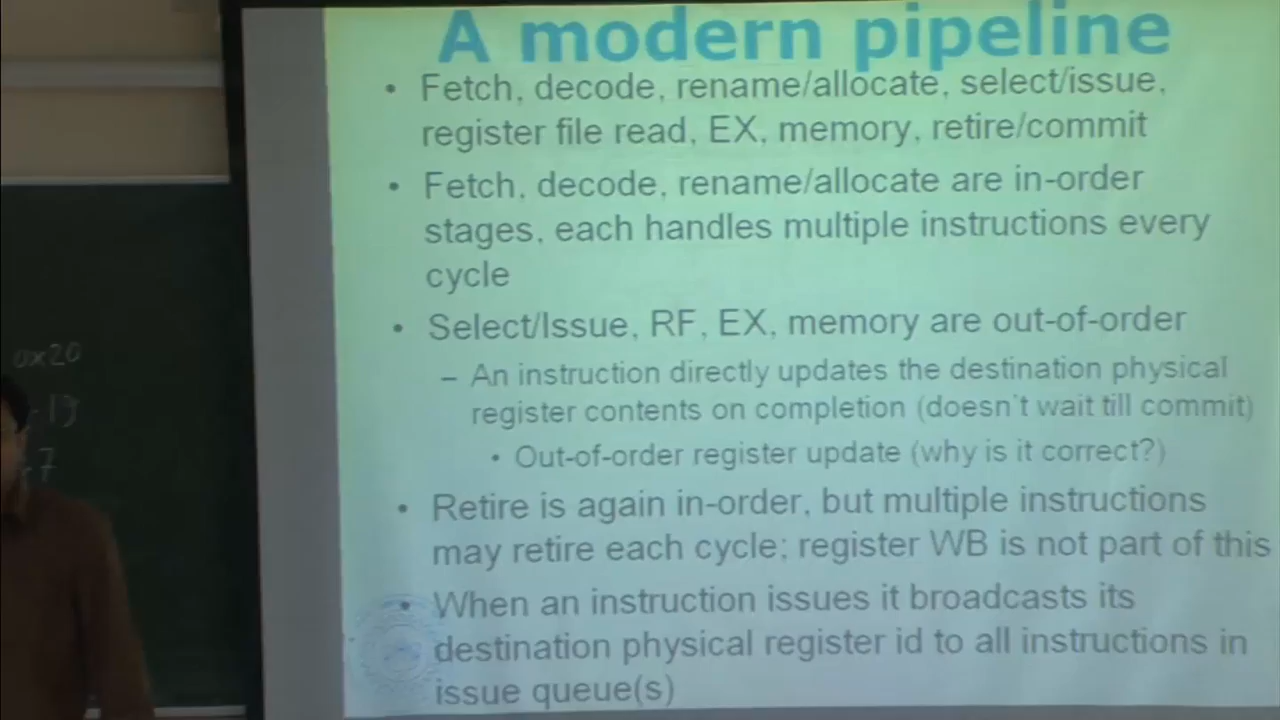 A modern pipeline
• Fetch, decode, rename/allocate, select/issue,
register file read, EX, memory, retire/commit
• Fetch, decode, rename/allocate are in-order
stages, each handles multiple instructions every
cycle
• Select/Issue, RF, EX, memory are out-of-order
– An instruction directly updates the destination physical
register contents on completion (doesn't wait till commit)
• Out-of-order register update (why is it correct?)
• Retire is again in-order, but multiple instructions
may retire each cycle: register WB is not part of this
• When an instruction issues it broadcasts its
destination physical register id to all instructions in
issue queue(s)
0x20